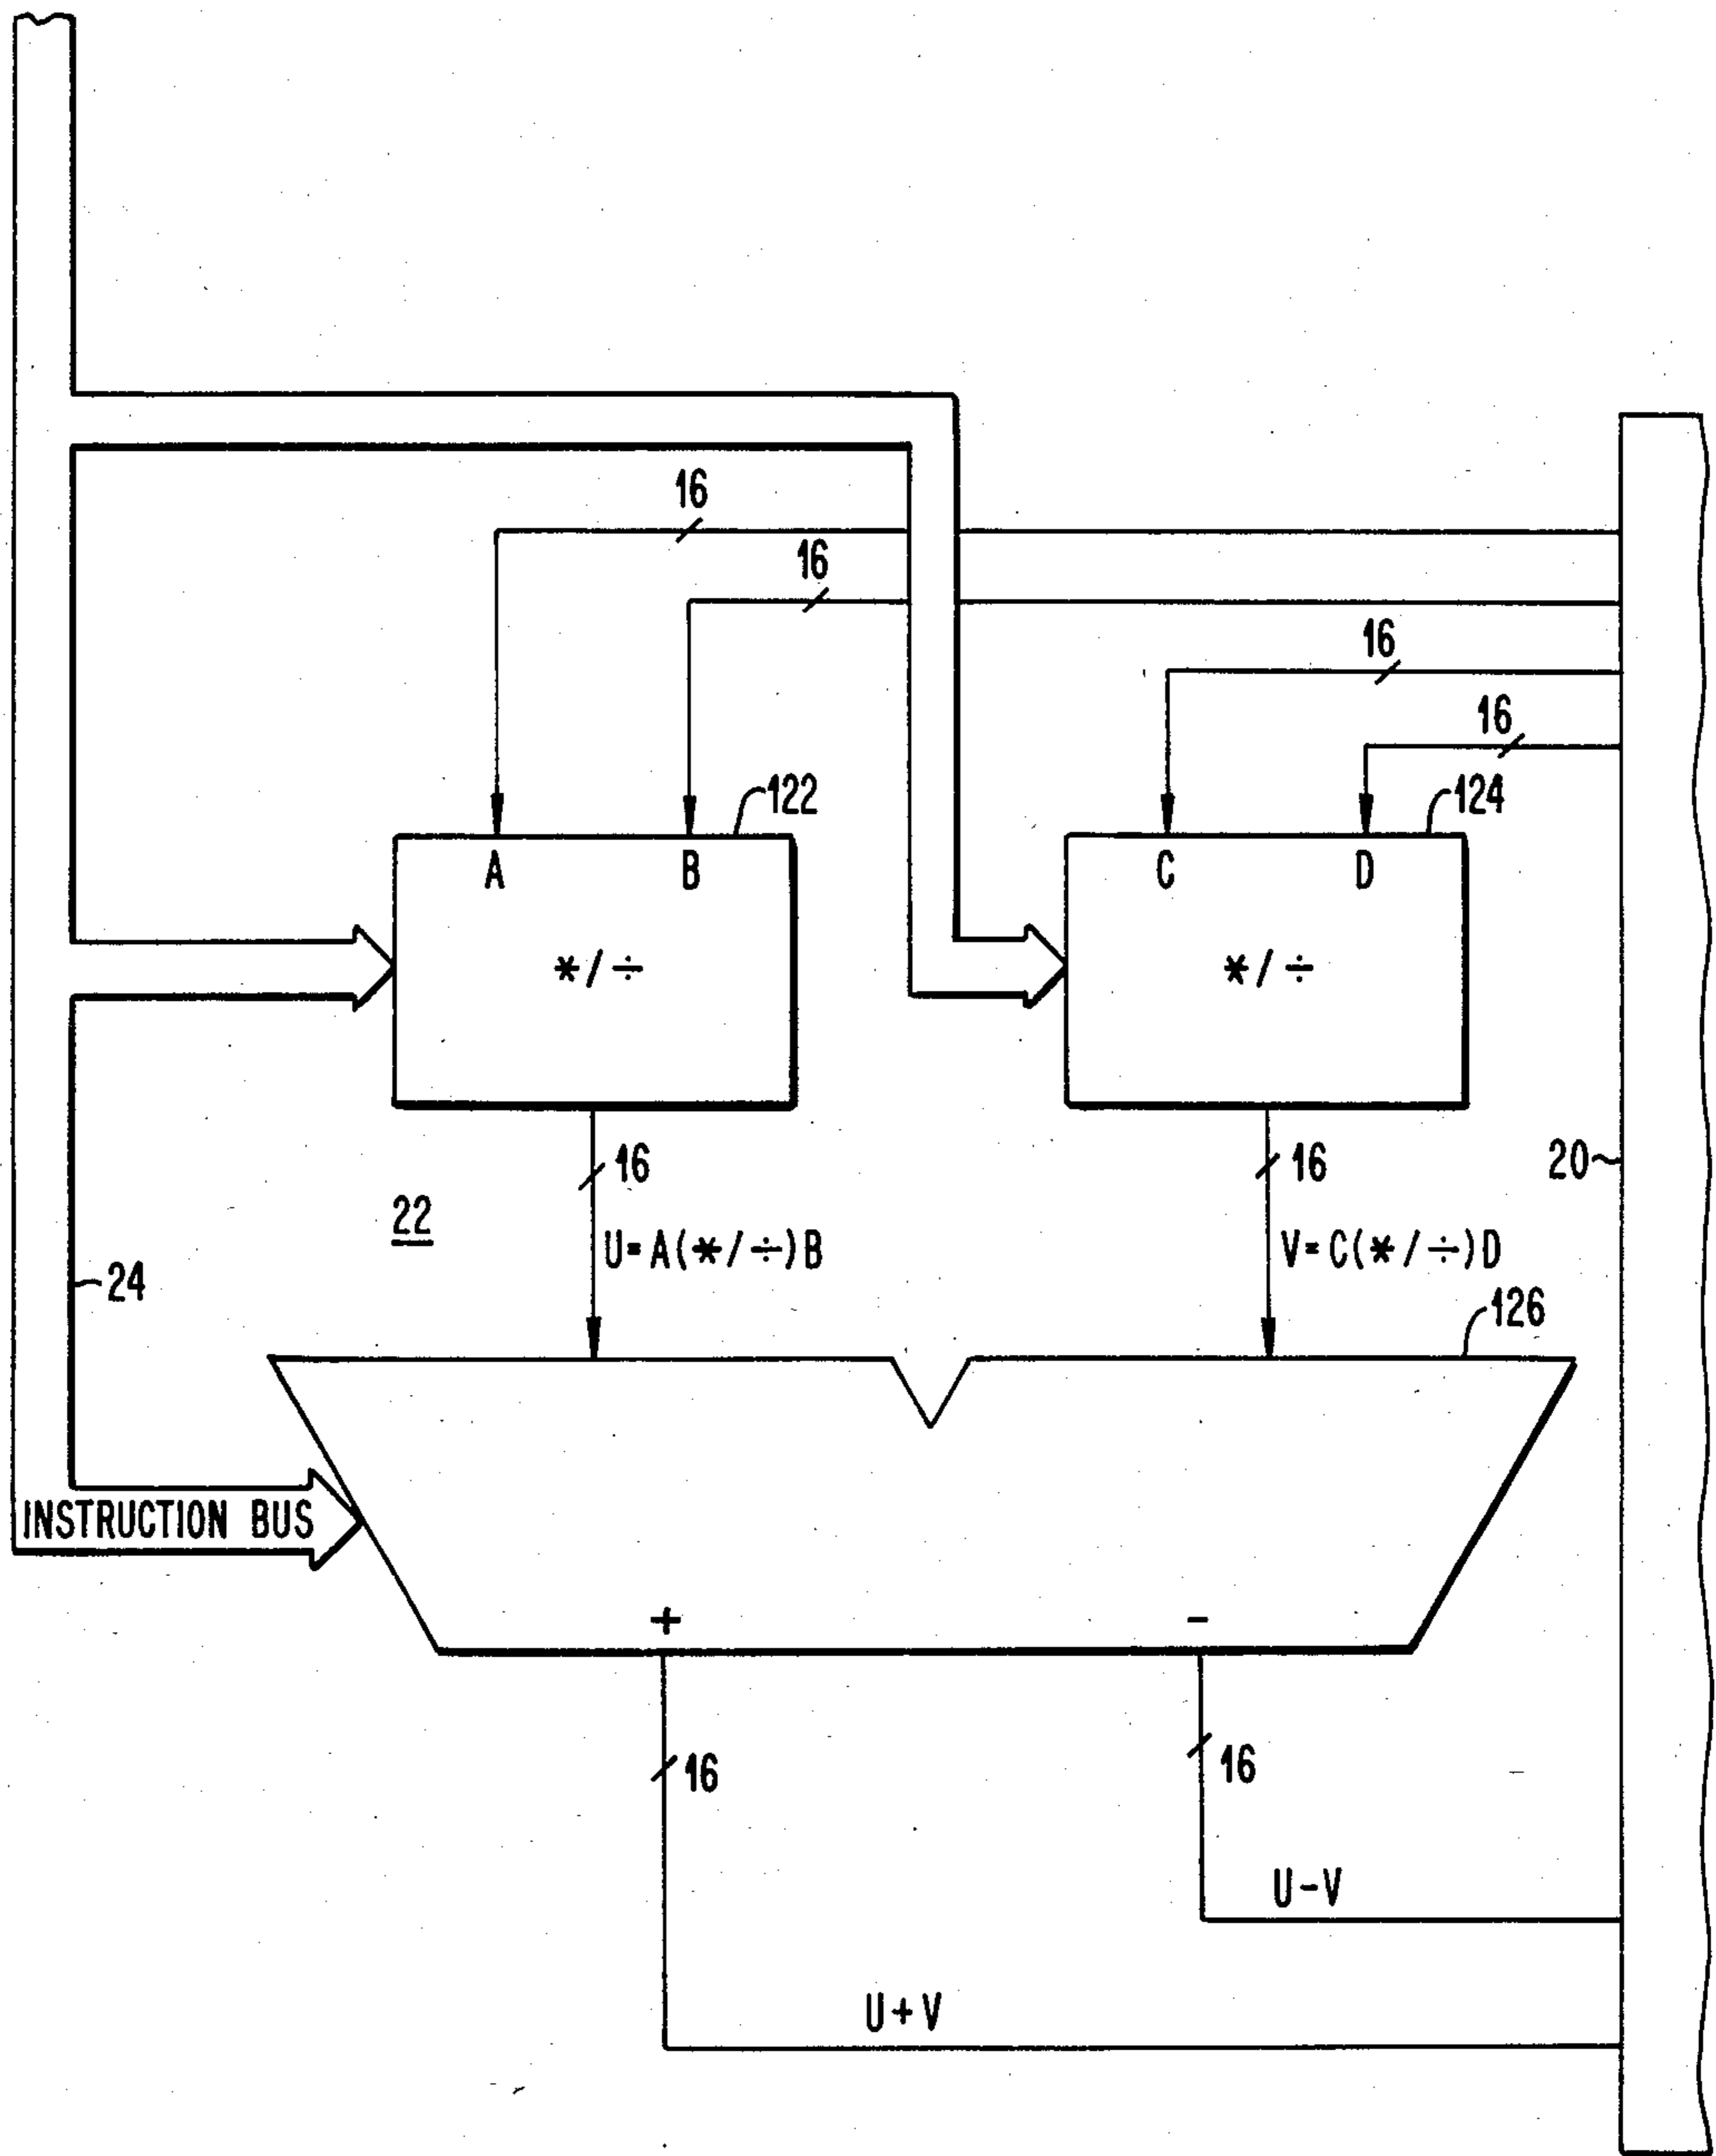 16
16
16
16
122
124
A
B
C
D
*/÷
*/÷
16
16
20
22
U=A(*/÷)B
V=C(*/÷)D
24
126
INSTRUCTION BUS
+
-
16
16
U-V
U+V